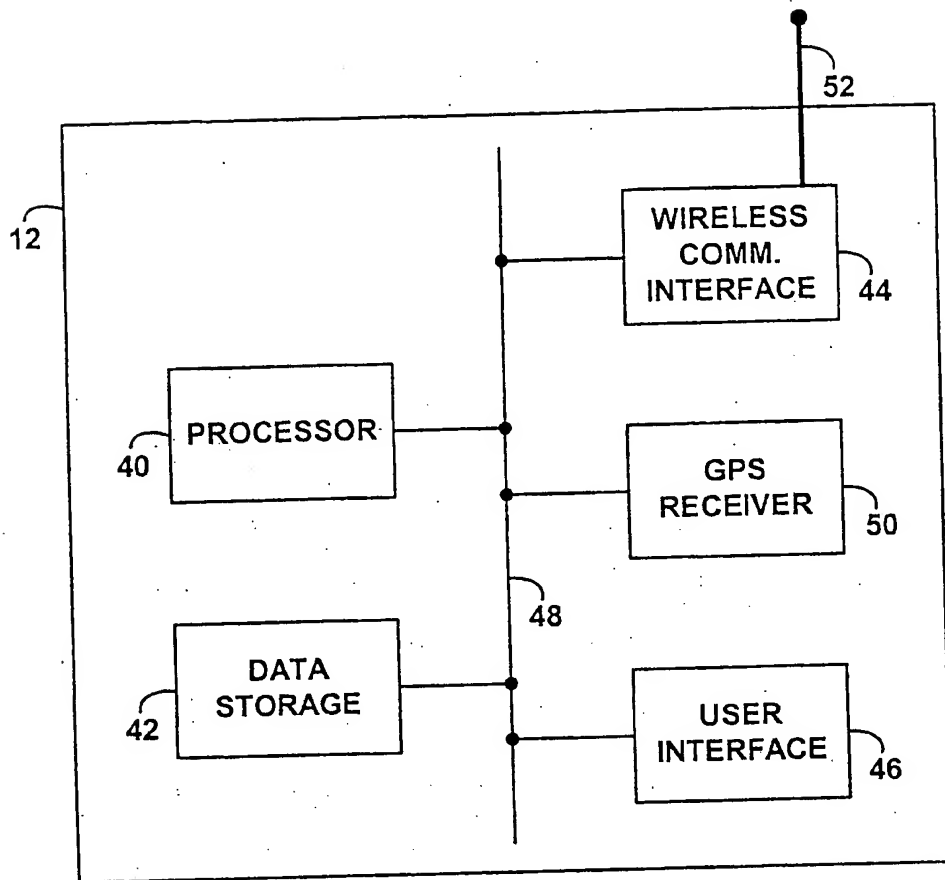 52
12
WIRELESS
COMM.
INTERFACE
44
PROCESSOR
40
GPS
RECEIVER
50
48
DATA
STORAGE
42
USER
INTERFACE
46